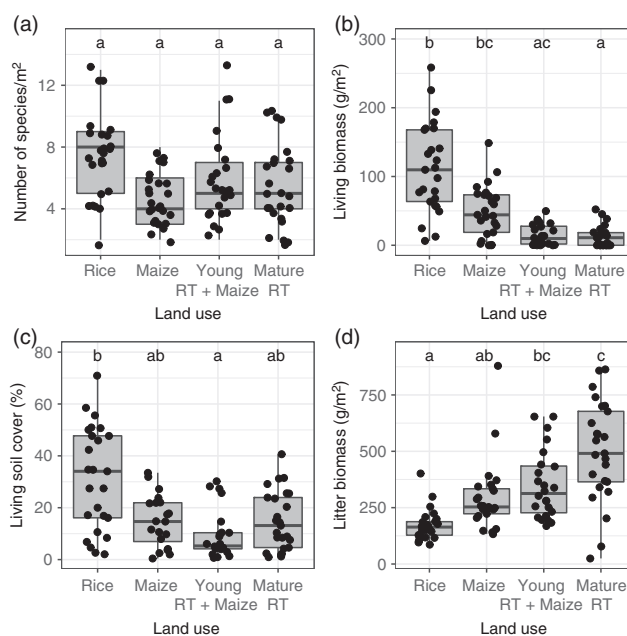 (a)
a a a a
Number of species/m²
12
8
4
Rice Maize Young Mature
RT + Maize RT
Land use
(b)
b bc ac a
Living biomass (g/m²)
300
200
100
0
Rice Maize Young Mature
RT + Maize RT
Land use
(c)
b ab a ab
Living soil cover (%)
80
60
40
20
0
Rice Maize Young Mature
RT + Maize RT
Land use
(d)
a ab bc c
Litter biomass (g/m²)
750
500
250
0
Rice Maize Young Mature
RT + Maize RT
Land use